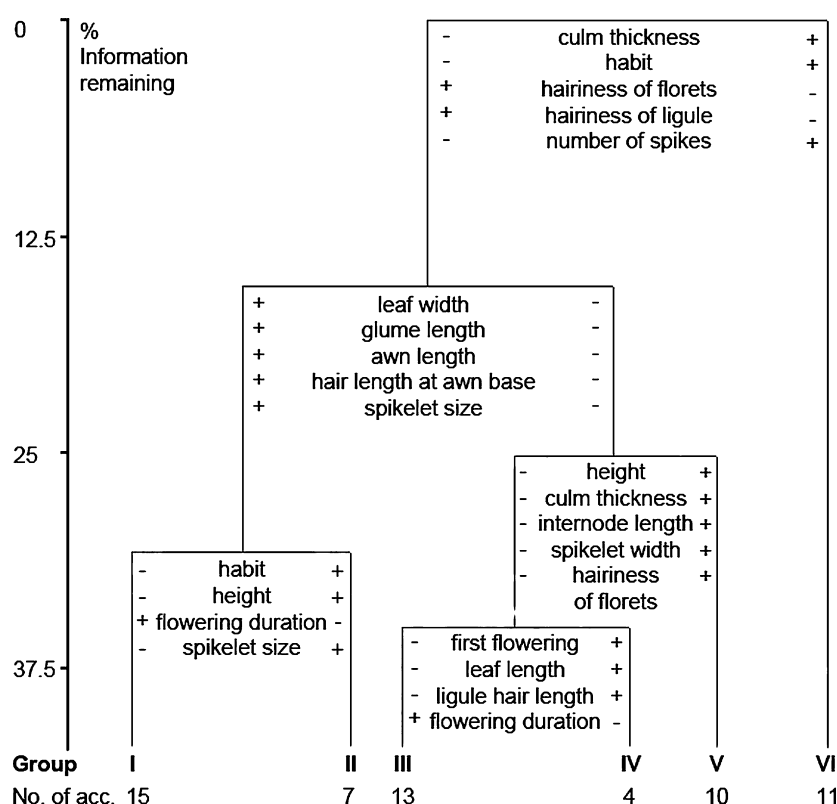 0
%
Information
remaining
- culm thickness +
- habit +
+ hairiness of florets -
+ hairiness of ligule -
- number of spikes +
12.5
+ leaf width -
+ glume length -
+ awn length -
+ hair length at awn base -
+ spikelet size -
25
- height +
- culm thickness +
- internode length +
- spikelet width +
- hairiness +
of florets
- habit +
- height +
+ flowering duration -
- spikelet size +
- first flowering +
- leaf length +
- ligule hair length +
+ flowering duration -
37.5
Group I II III IV V VI
No. of acc. 15 7 13 4 10 11